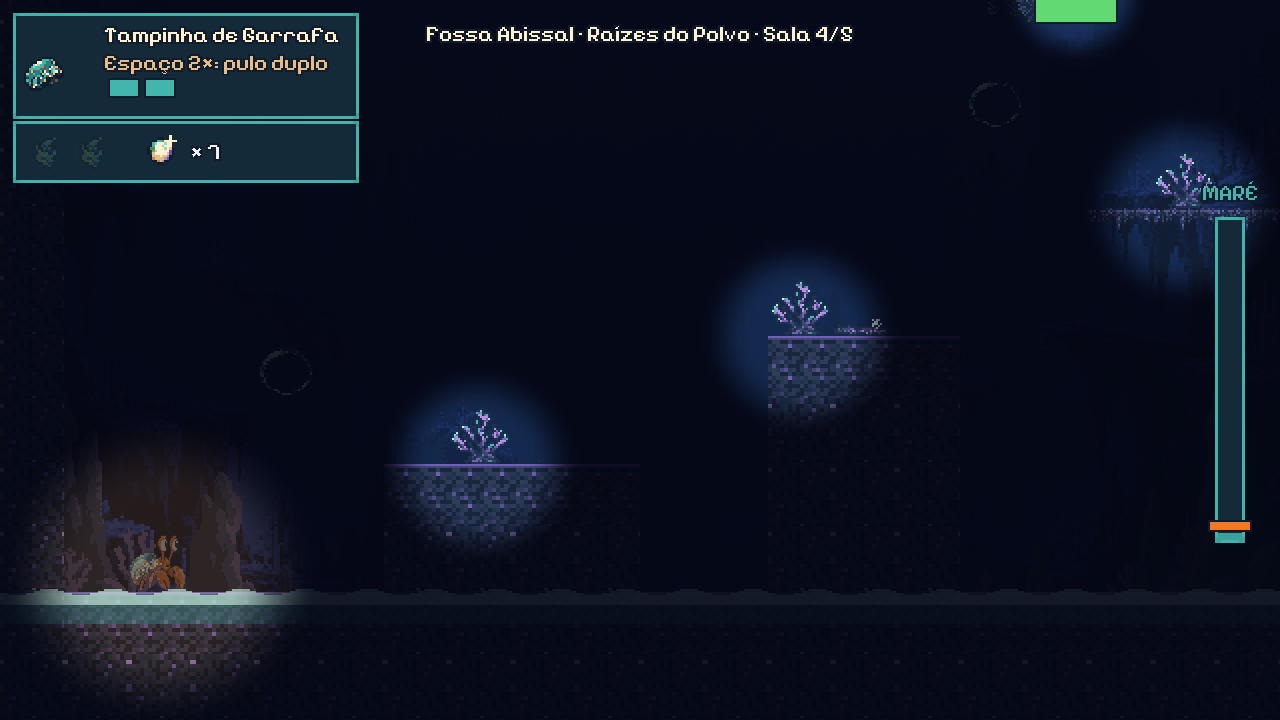 Tampinha de Garrafa
Espaço 2×: pulo duplo
Fossa Abissal · Raízes do Polvo · Sala 4/8
× 7
MARÉ